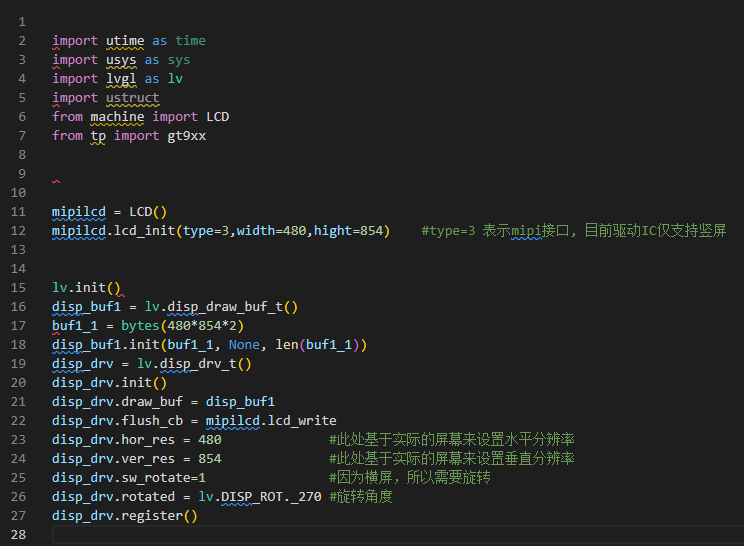 1
2 import utime as time
3 import usys as sys
4 import lvgl as lv
5 import ustruct
6 from machine import LCD
7 from tp import gt9xx
8
9
10
11 mipilcd = LCD()
12 mipilcd.lcd_init(type=3,width=480,hight=854)    #type=3 表示mipi接口, 目前驱动IC仅支持竖屏
13
14
15 lv.init()
16 disp_buf1 = lv.disp_draw_buf_t()
17 buf1_1 = bytes(480*854*2)
18 disp_buf1.init(buf1_1, None, len(buf1_1))
19 disp_drv = lv.disp_drv_t()
20 disp_drv.init()
21 disp_drv.draw_buf = disp_buf1
22 disp_drv.flush_cb = mipilcd.lcd_write
23 disp_drv.hor_res = 480              #此处基于实际的屏幕来设置水平分辨率
24 disp_drv.ver_res = 854              #此处基于实际的屏幕来设置垂直分辨率
25 disp_drv.sw_rotate=1                #因为横屏，所以需要旋转
26 disp_drv.rotated = lv.DISP_ROT._270 #旋转角度
27 disp_drv.register()
28